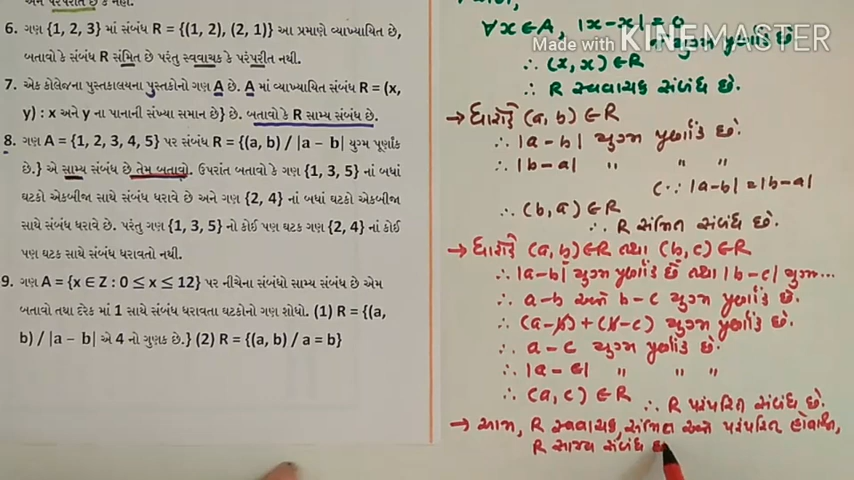 અને પરંપરીત છે કે નહી.
6. ગણ {1, 2, 3} માં સંબંધ R = {(1, 2), (2, 1)} આ પ્રમાણે વ્યાખ્યાયિત છે,
બતાવો કે સંબંધ R સંમિત છે પરંતુ સ્વવાચક કે પરંપરીત નથી.
7. એક કોલેજના પુસ્તકાલયના પુસ્તકોનો ગણ A છે. A માં વ્યાખ્યાયિત સંબંધ R = (x,
y) : x અને y ના પાનાની સંખ્યા સમાન છે} છે. બતાવો કે R સામ્ય સંબંધ છે.
8. ગણ A = {1, 2, 3, 4, 5} પર સંબંધ R = {(a, b) / |a – b| યુગ્મ પૂર્ણાંક
છે.} એ સામ્ય સંબંધ છે તેમ બતાવો. ઉપરાંત બતાવો કે ગણ {1, 3, 5} નાં બધાં
ઘટકો એકબીજા સાથે સંબંધ ધરાવે છે અને ગણ {2, 4} નાં બધાં ઘટકો એકબીજા
સાથે સંબંધ ધરાવે છે. પરંતુ ગણ {1, 3, 5} નો કોઈ પણ ઘટક ગણ {2, 4} નાં કોઈ
પણ ઘટક સાથે સંબંધ ધરાવતો નથી.
9. ગણ A = {x ∈ Z : 0 ≤ x ≤ 12} પર નીચેના સંબંધો સામ્ય સંબંધ છે એમ
બતાવો તથા દરેક માં 1 સાથે સંબંધ ધરાવતા ઘટકોનો ગણ શોધો. (1) R = {(a,
b) / |a – b| એ 4 નો ગુણક છે.} (2) R = {(a, b) / a = b}
∀x∈A, |x-x| = 0
Made with KINEMASTER
યુગ્મ પૂર્ણાંક છે
∴ (x, x) ∈ R
∴ R સ્વવાચક સંબંધ છે.
→ ધારોકે (a, b) ∈ R
∴ |a-b| યુગ્મ પૂર્ણાંક છે.
∴ |b-a| " " "
(∵ |a-b| = |b-a|
∴ (b, a) ∈ R
∴ R સંમિત સંબંધ છે.
→ ધારોકે (a, b) ∈ R તથા (b, c) ∈ R
∴ |a-b| યુગ્મ પૂર્ણાંક છે તથા |b-c| યુગ્મ...
∴ a-b અને b-c યુગ્મ પૂર્ણાંક છે.
∴ (a-b) + (b-c) યુગ્મ પૂર્ણાંક છે.
∴ a-c યુગ્મ પૂર્ણાંક છે.
∴ |a-c| " " "
∴ (a, c) ∈ R ∴ R પરંપરિત સંબંધ છે.
→ આમ, R સ્વવાચક, સંમિત અને પરંપરિત હોવાથી,
R સામ્ય સંબંધ છે